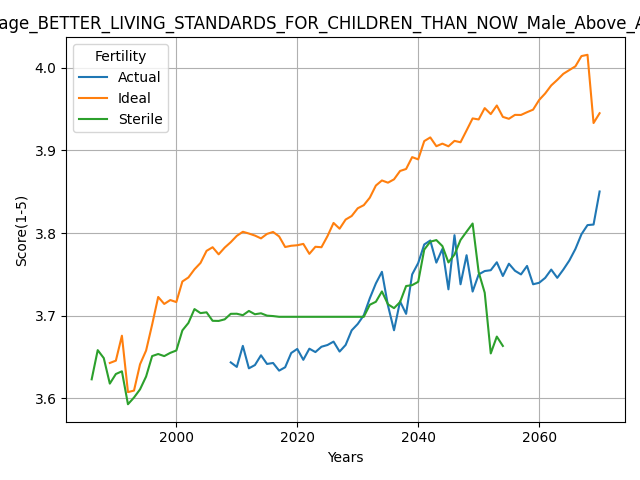 age_BETTER_LIVING_STANDARDS_FOR_CHILDREN_THAN_NOW_Male_Above_A
Fertility
Actual
Ideal
Sterile
Score(1-5)
4.0
3.9
3.8
3.7
3.6
2000 2020 2040 2060
Years